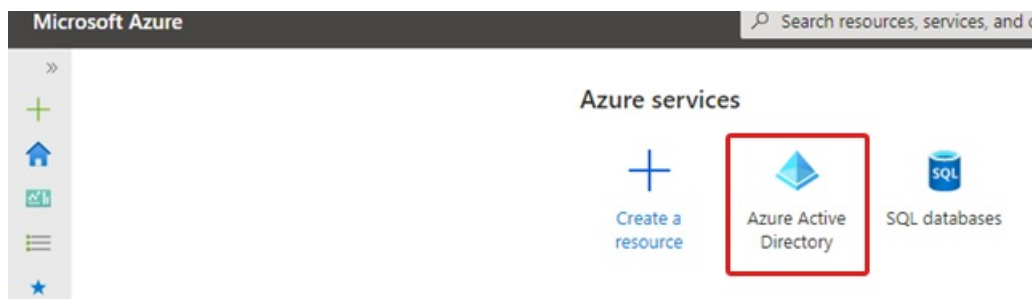 Microsoft Azure
Search resources, services, and
Azure services
SQL
Create a
resource
Azure Active
Directory
SQL databases